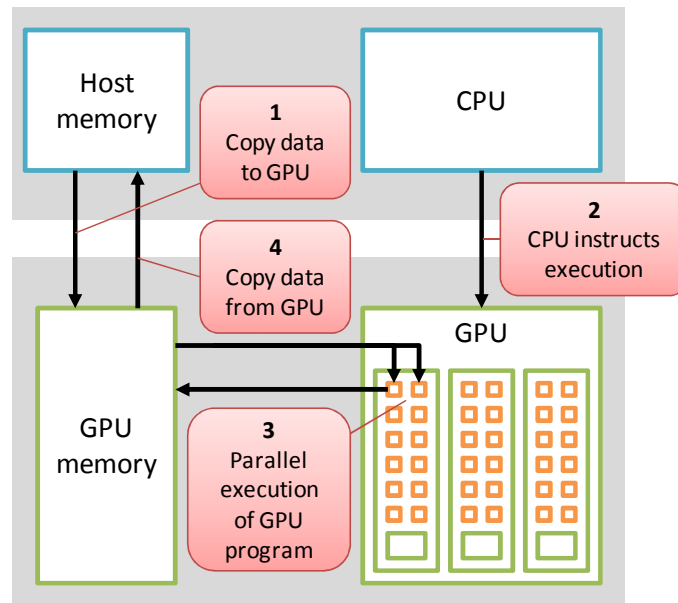 Host
memory
CPU
1
Copy data
to GPU
2
CPU instructs
execution
4
Copy data
from GPU
GPU
memory
GPU
3
Parallel
execution
of GPU
program